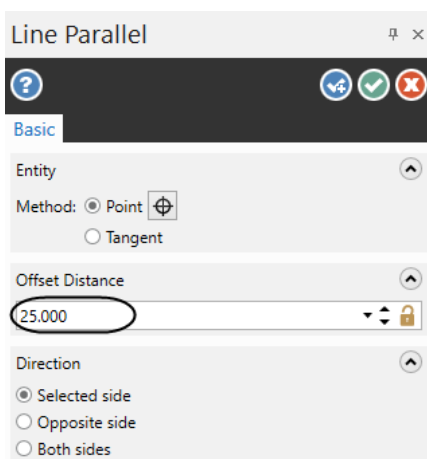 Line Parallel
Basic
Entity
Method: Point
Tangent
Offset Distance
25.000
Direction
Selected side
Opposite side
Both sides